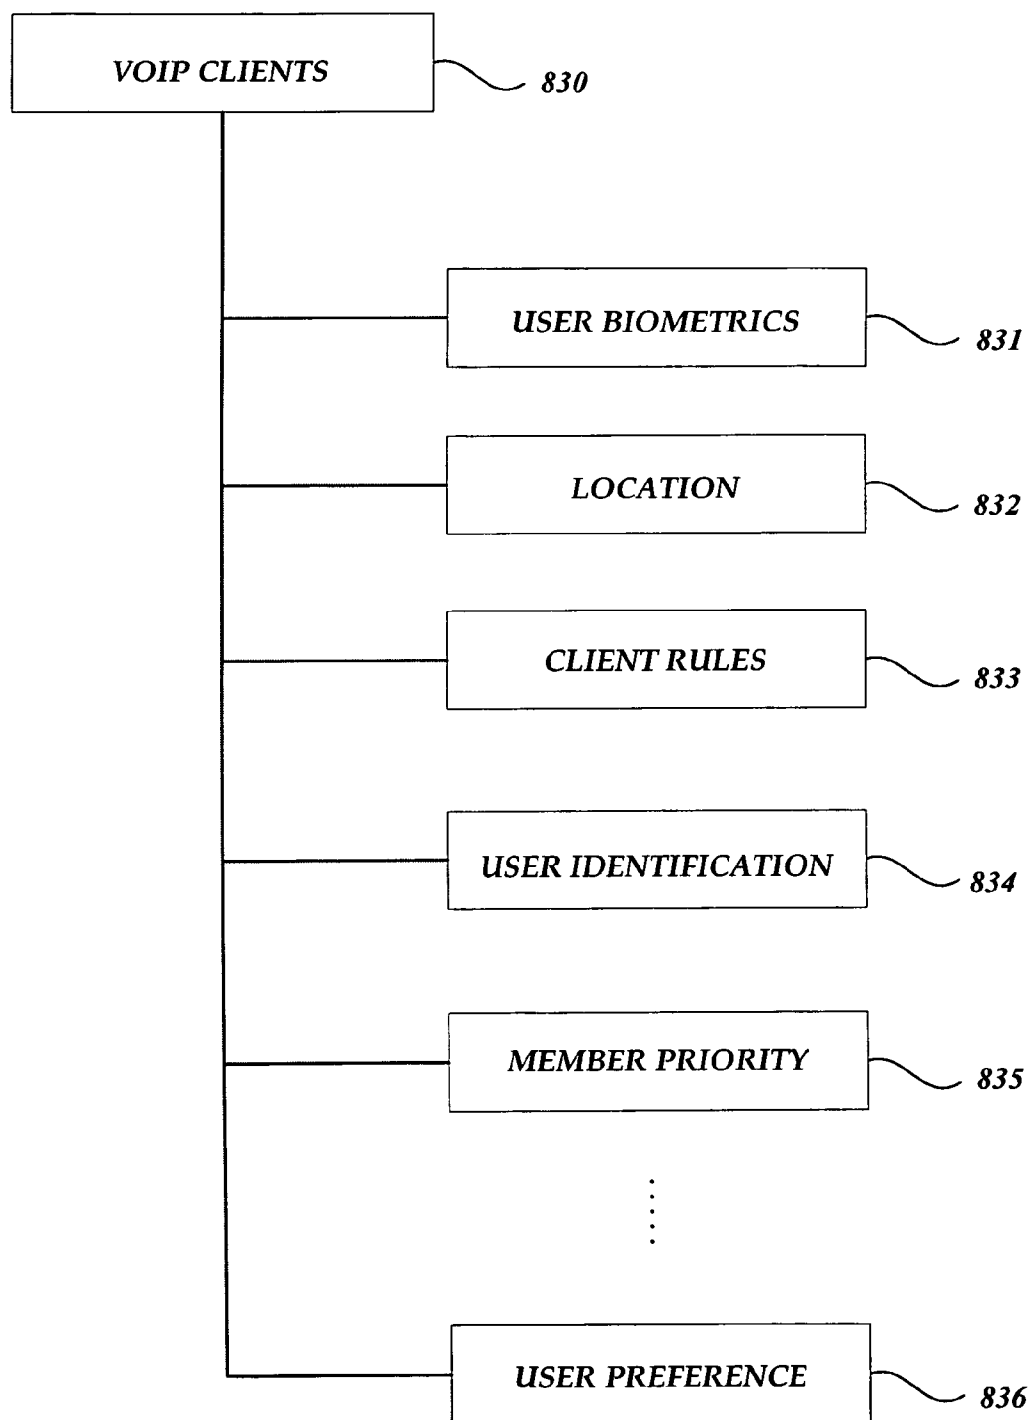 VOIP CLIENTS
830
USER BIOMETRICS
831
LOCATION
832
CLIENT RULES
833
USER IDENTIFICATION
834
MEMBER PRIORITY
835
USER PREFERENCE
836